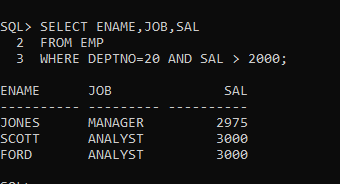 SQL> SELECT ENAME,JOB,SAL
  2  FROM EMP
  3  WHERE DEPTNO=20 AND SAL > 2000;
ENAME      JOB              SAL
---------- --------- ----------
JONES      MANAGER         2975
SCOTT      ANALYST         3000
FORD       ANALYST         3000